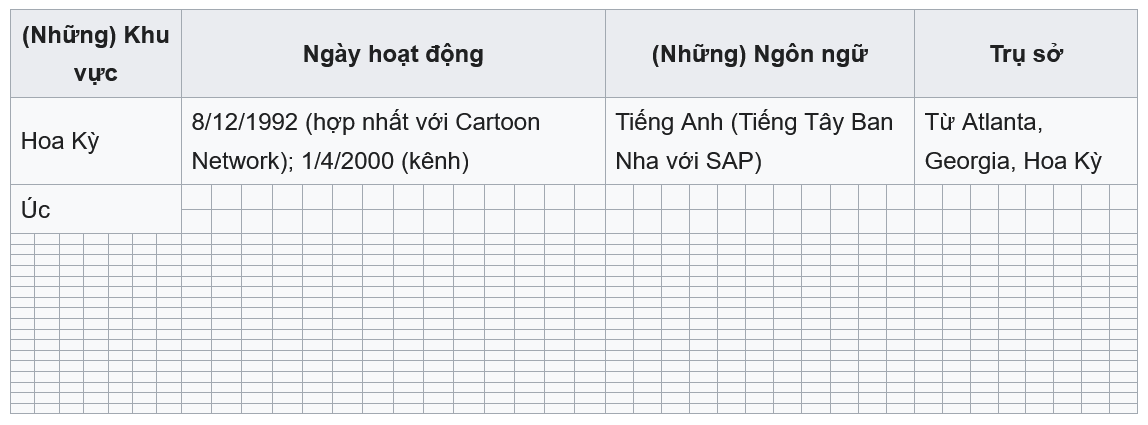 (Những) Khu
vực
Ngày hoạt động
(Những) Ngôn ngữ
Trụ sở
Hoa Kỳ
8/12/1992 (hợp nhất với Cartoon
Network); 1/4/2000 (kênh)
Tiếng Anh (Tiếng Tây Ban
Nha với SAP)
Từ Atlanta,
Georgia, Hoa Kỳ
Úc